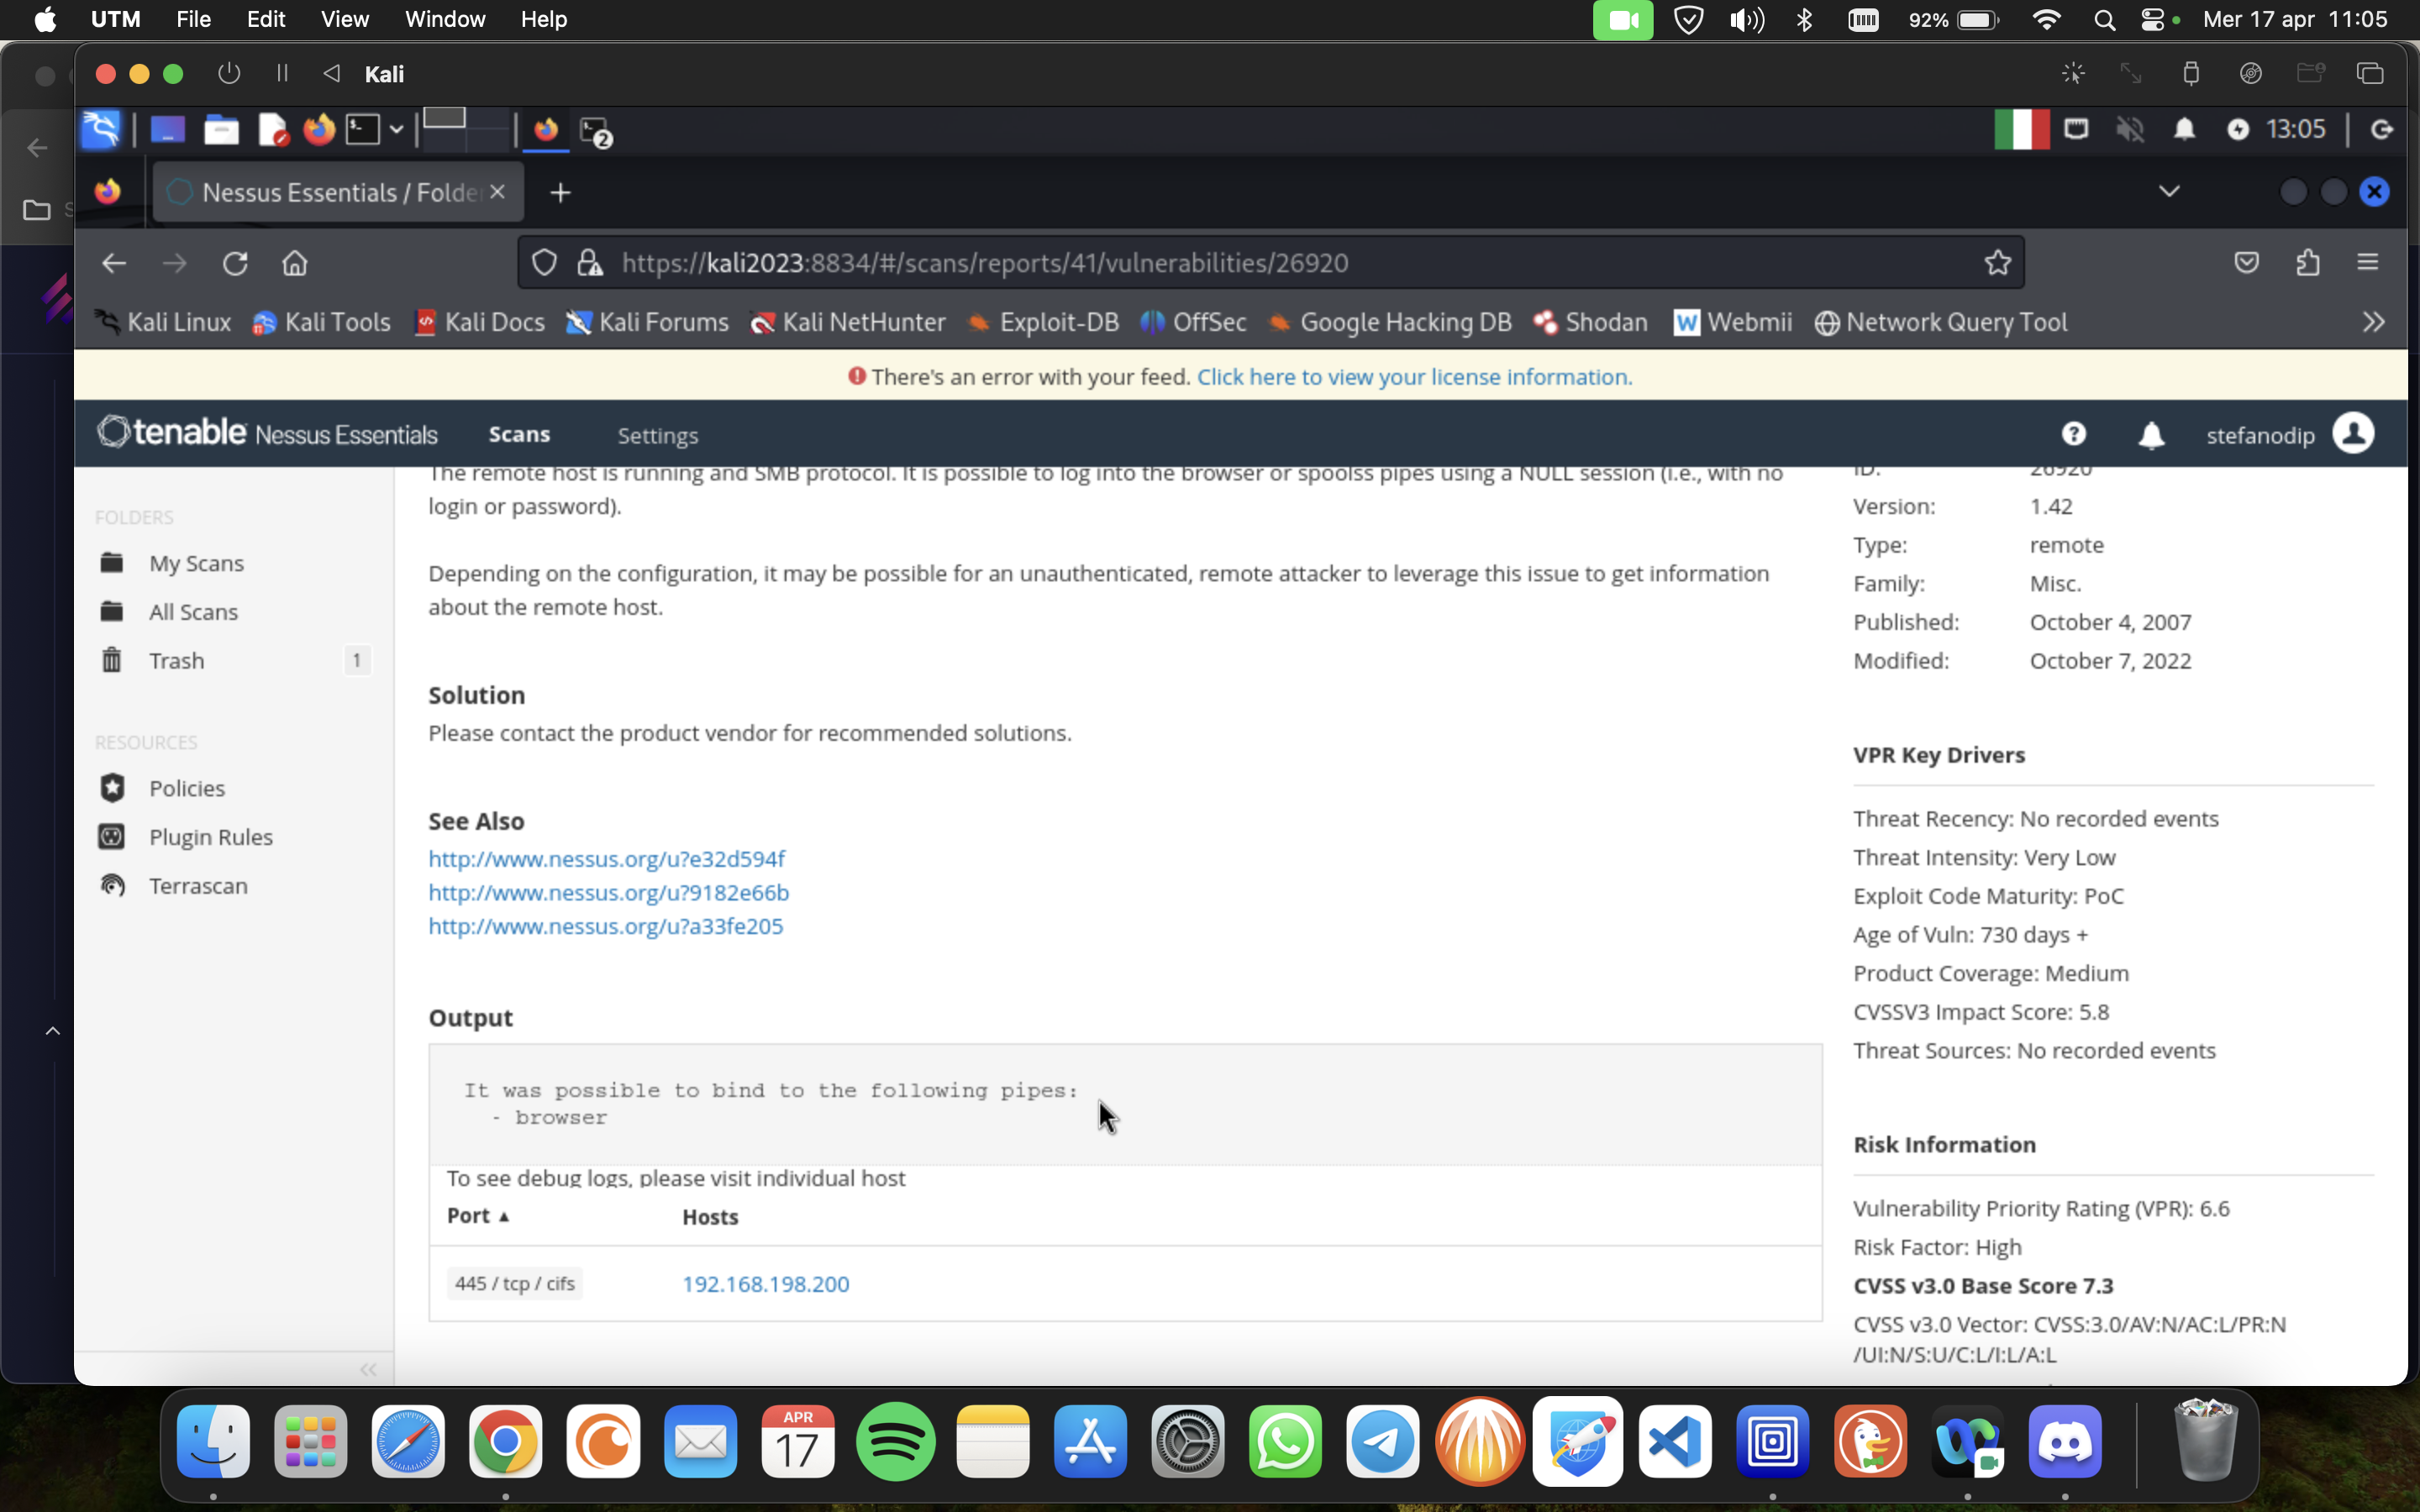 UTM File Edit View Window Help 92% Mer 17 apr 11:05
Kali
2 13:05
Nessus Essentials / Folde
https://kali2023:8834/#/scans/reports/41/vulnerabilities/26920
Kali Linux Kali Tools Kali Docs Kali Forums Kali NetHunter Exploit-DB OffSec Google Hacking DB Shodan Webmii Network Query Tool
There's an error with your feed. Click here to view your license information.
tenable Nessus Essentials Scans Settings stefanodip
FOLDERS
My Scans
All Scans
Trash 1
RESOURCES
Policies
Plugin Rules
Terrascan
The remote host is running and SMB protocol. It is possible to log into the browser or spoolss pipes using a NULL session (i.e., with no
login or password).
Depending on the configuration, it may be possible for an unauthenticated, remote attacker to leverage this issue to get information
about the remote host.
Solution
Please contact the product vendor for recommended solutions.
See Also
http://www.nessus.org/u?e32d594f
http://www.nessus.org/u?9182e66b
http://www.nessus.org/u?a33fe205
Output
It was possible to bind to the following pipes:
- browser
To see debug logs, please visit individual host
Port ▲ Hosts
445 / tcp / cifs 192.168.198.200
ID: 26920
Version: 1.42
Type: remote
Family: Misc.
Published: October 4, 2007
Modified: October 7, 2022
VPR Key Drivers
Threat Recency: No recorded events
Threat Intensity: Very Low
Exploit Code Maturity: PoC
Age of Vuln: 730 days +
Product Coverage: Medium
CVSSV3 Impact Score: 5.8
Threat Sources: No recorded events
Risk Information
Vulnerability Priority Rating (VPR): 6.6
Risk Factor: High
CVSS v3.0 Base Score 7.3
CVSS v3.0 Vector: CVSS:3.0/AV:N/AC:L/PR:N
/UI:N/S:U/C:L/I:L/A:L
APR
17